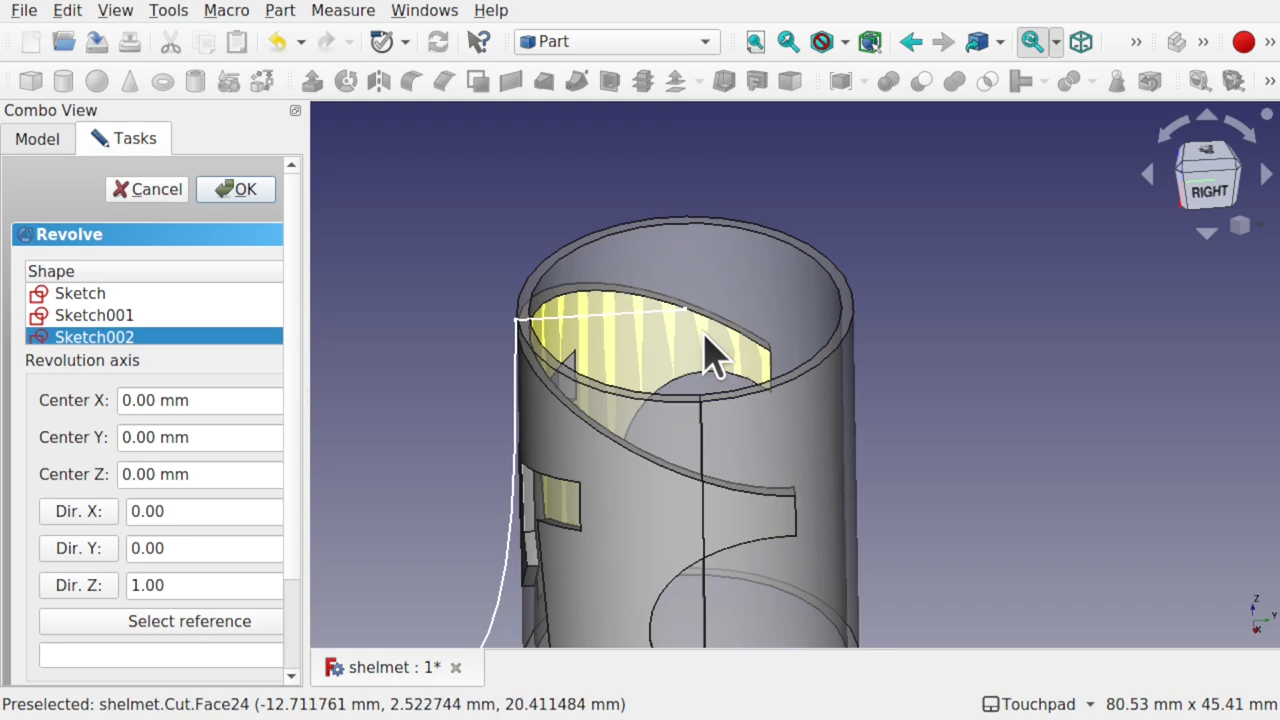 File Edit View Tools Macro Part Measure Windows Help
Part
Combo View
Model Tasks
Cancel OK
Revolve
Shape
Sketch
Sketch001
Sketch002
Revolution axis
Center X: 0.00 mm
Center Y: 0.00 mm
Center Z: 0.00 mm
Dir. X: 0.00
Dir. Y: 0.00
Dir. Z: 1.00
Select reference
RIGHT
Z
Y
X
shelmet : 1*
Preselected: shelmet.Cut.Face24 (-12.711761 mm, 2.522744 mm, 20.411484 mm)
Touchpad 80.53 mm x 45.41 mm